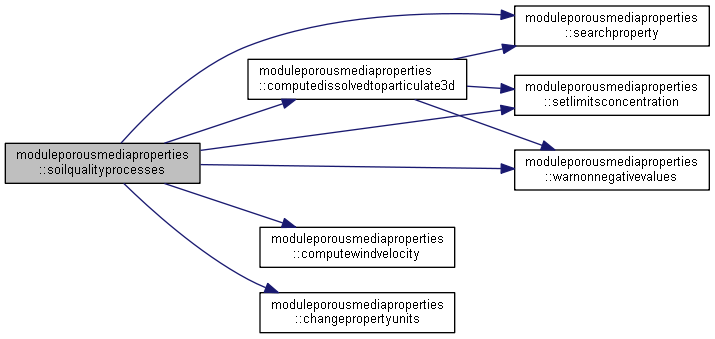 moduleporousmediaproperties
::soilqualityprocesses
moduleporousmediaproperties
::computedissolvedtoparticulate3d
moduleporousmediaproperties
::searchproperty
moduleporousmediaproperties
::setlimitsconcentration
moduleporousmediaproperties
::warnonnegativevalues
moduleporousmediaproperties
::computewindvelocity
moduleporousmediaproperties
::changepropertyunits